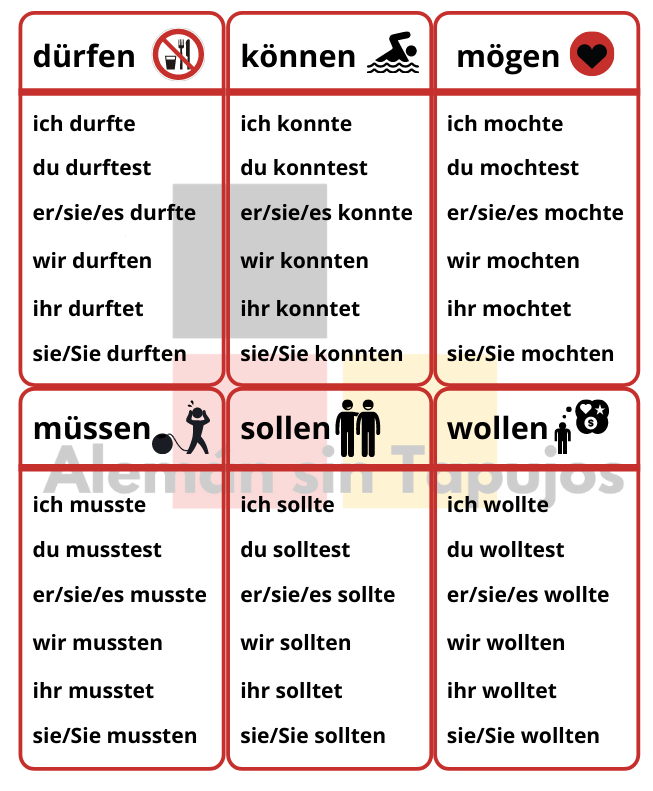 dürfen
ich durfte
du durftest
er/sie/es durfte
wir durften
ihr durftet
sie/Sie durften
können
ich konnte
du konntest
er/sie/es konnte
wir konnten
ihr konntet
sie/Sie konnten
mögen
ich mochte
du mochtest
er/sie/es mochte
wir mochten
ihr mochtet
sie/Sie mochten
müssen
ich musste
du musstest
er/sie/es musste
wir mussten
ihr musstet
sie/Sie mussten
sollen
ich sollte
du solltest
er/sie/es sollte
wir sollten
ihr solltet
sie/Sie sollten
wollen
$
ich wollte
du wolltest
er/sie/es wollte
wir wollten
ihr wolltet
sie/Sie wollten
Alemán sin Tapujos